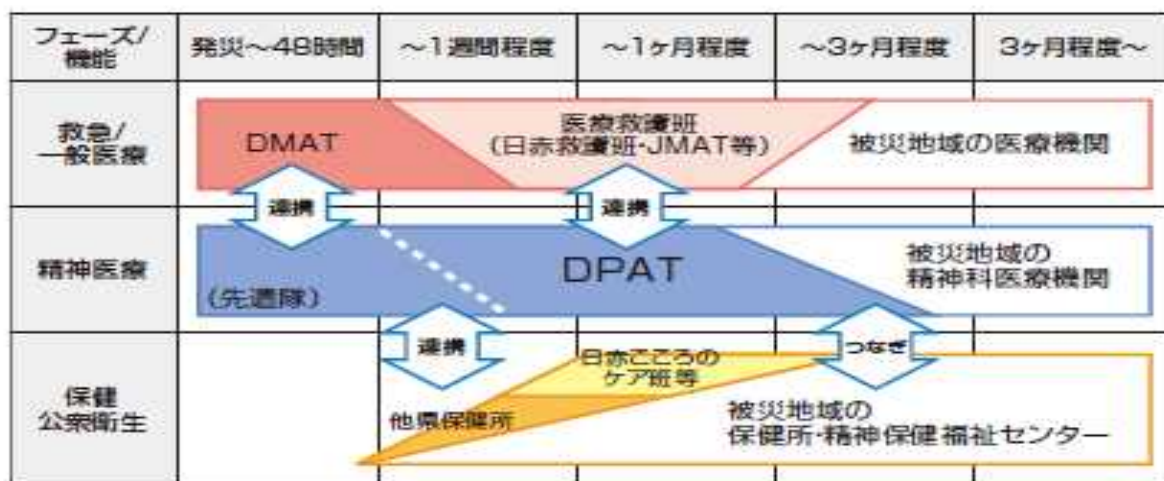 フェーズ/
機能
発災～48時間
～1週間程度
～1ヶ月程度
～3ヶ月程度
3ヶ月程度～
救急/
一般医療
DMAT
医療救護班
(日赤救護班・JMAT等)
被災地域の医療機関
連携
連携
精神医療
(先遣隊)
DPAT
被災地域の
精神科医療機関
連携
つなぎ
保健
公衆衛生
日赤こころの
ケア班等
他県保健所
被災地域の
保健所・精神保健福祉センター